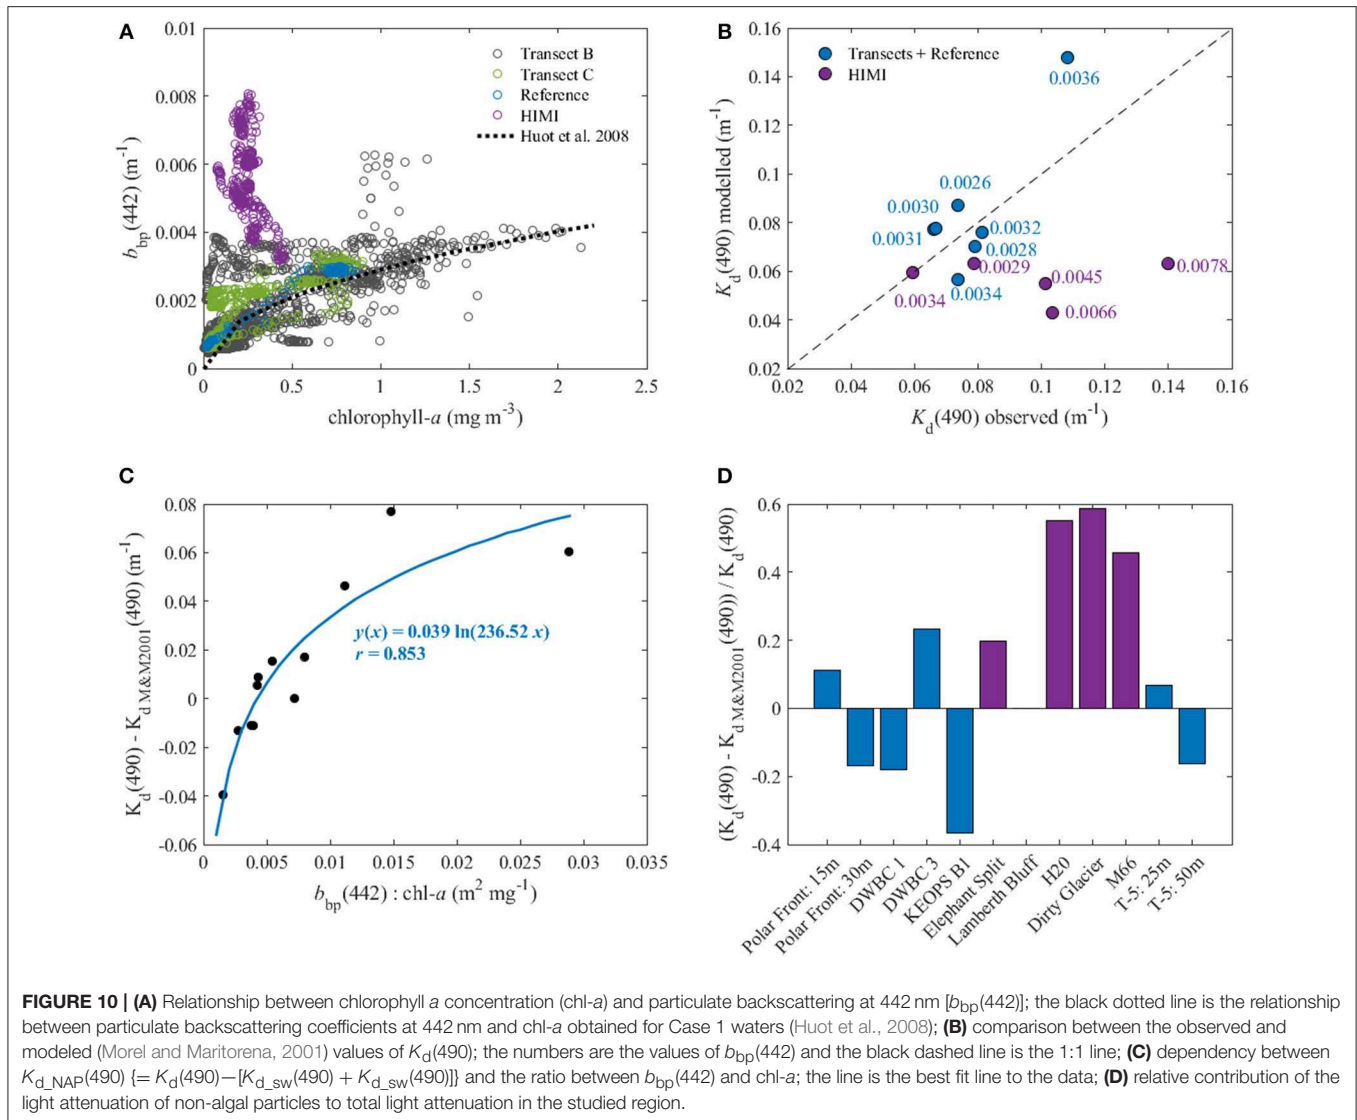 A
0.01
0.008
0.006
0.004
0.002
0
0 0.5 1 1.5 2 2.5
b_bp(442) (m^-1)
chlorophyll-a (mg m^-3)
Transect B
Transect C
Reference
HIMI
Huot et al. 2008
B
0.16
0.14
0.12
0.1
0.08
0.06
0.04
0.02
0.02 0.04 0.06 0.08 0.1 0.12 0.14 0.16
K_d(490) modelled (m^-1)
K_d(490) observed (m^-1)
Transects + Reference
HIMI
0.0036
0.0026
0.0030
0.0032
0.0031
0.0028
0.0029
0.0078
0.0045
0.0034
0.0034
0.0066
C
0.08
0.06
0.04
0.02
0
-0.02
-0.04
-0.06
0 0.005 0.01 0.015 0.02 0.025 0.03 0.035
K_d(490) - K_d M&M2001(490) (m^-1)
b_bp(442) : chl-a (m^2 mg^-1)
y(x) = 0.039 ln(236.52 x)
r = 0.853
D
0.6
0.4
0.2
0
-0.2
-0.4
(K_d(490) - K_d M&M2001(490)) / K_d(490)
Polar Front: 15m
Polar Front: 30m
DWBC 1
DWBC 3
KEOPS B1
Elephant Split
Lamberth Bluff
H20
Dirty Glacier
M66
T-5: 25m
T-5: 50m
FIGURE 10 | (A) Relationship between chlorophyll a concentration (chl-a) and particulate backscattering at 442 nm [b_bp(442)]; the black dotted line is the relationship
between particulate backscattering coefficients at 442 nm and chl-a obtained for Case 1 waters (Huot et al., 2008); (B) comparison between the observed and
modeled (Morel and Maritorena, 2001) values of K_d(490); the numbers are the values of b_bp(442) and the black dashed line is the 1:1 line; (C) dependency between
K_d_NAP(490) {= K_d(490)−[K_d_sw(490) + K_d_sw(490)]} and the ratio between b_bp(442) and chl-a; the line is the best fit line to the data; (D) relative contribution of the
light attenuation of non-algal particles to total light attenuation in the studied region.